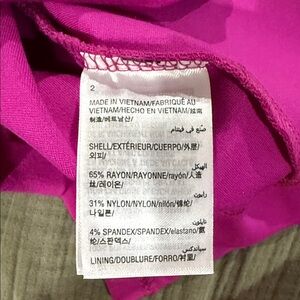 2
MADE IN VIETNAM/FABRIQUÉ AU
VIETNAM/HECHO EN VIETNAM/越南
制造/베트남산/
صنع في فيتنام
SHELL/EXTÉRIEUR/CUERPO/外层/
외피/
الهيكل
65% RAYON/RAYONNE/rayón/人造
丝/레이온/
رايون
31% NYLON/NYLON/nilón/锦纶/
나일론/
نايلون
4% SPANDEX/SPANDEX/elastano/氨
纶/스판덱스/
سباندكس
LINING/DOUBLURE/FORRO/衬里/